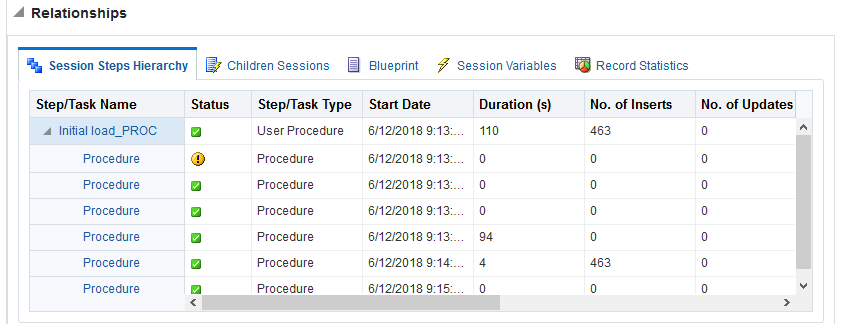 Relationships
Session Steps Hierarchy Children Sessions Blueprint Session Variables Record Statistics
Step/Task Name Status Step/Task Type Start Date Duration (s) No. of Inserts No. of Updates
Initial load_PROC User Procedure 6/12/2018 9:13:... 110 463 0
Procedure Procedure 6/12/2018 9:13:... 0 0 0
Procedure Procedure 6/12/2018 9:13:... 0 0 0
Procedure Procedure 6/12/2018 9:13:... 0 0 0
Procedure Procedure 6/12/2018 9:13:... 94 0 0
Procedure Procedure 6/12/2018 9:14:... 4 463 0
Procedure Procedure 6/12/2018 9:15:... 0 0 0